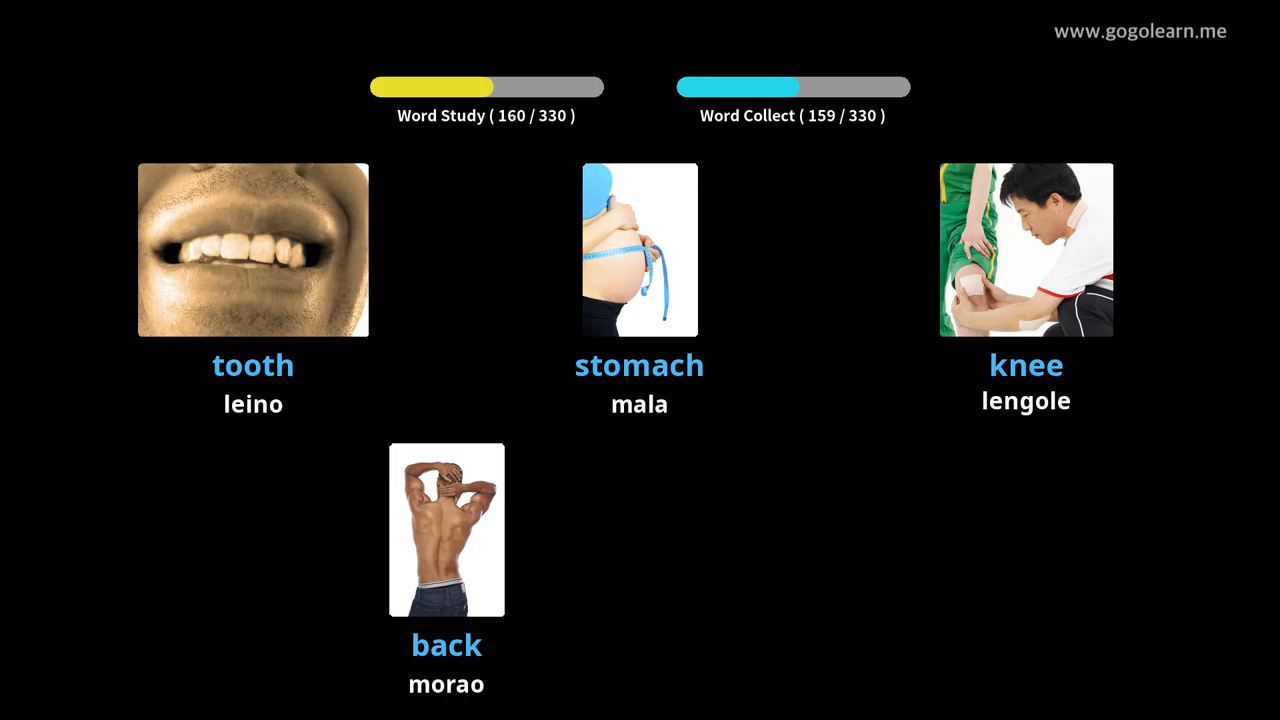 www.gogolearn.me
Word Study ( 160 / 330 )
Word Collect ( 159 / 330 )
tooth
leino
stomach
mala
knee
lengole
back
morao